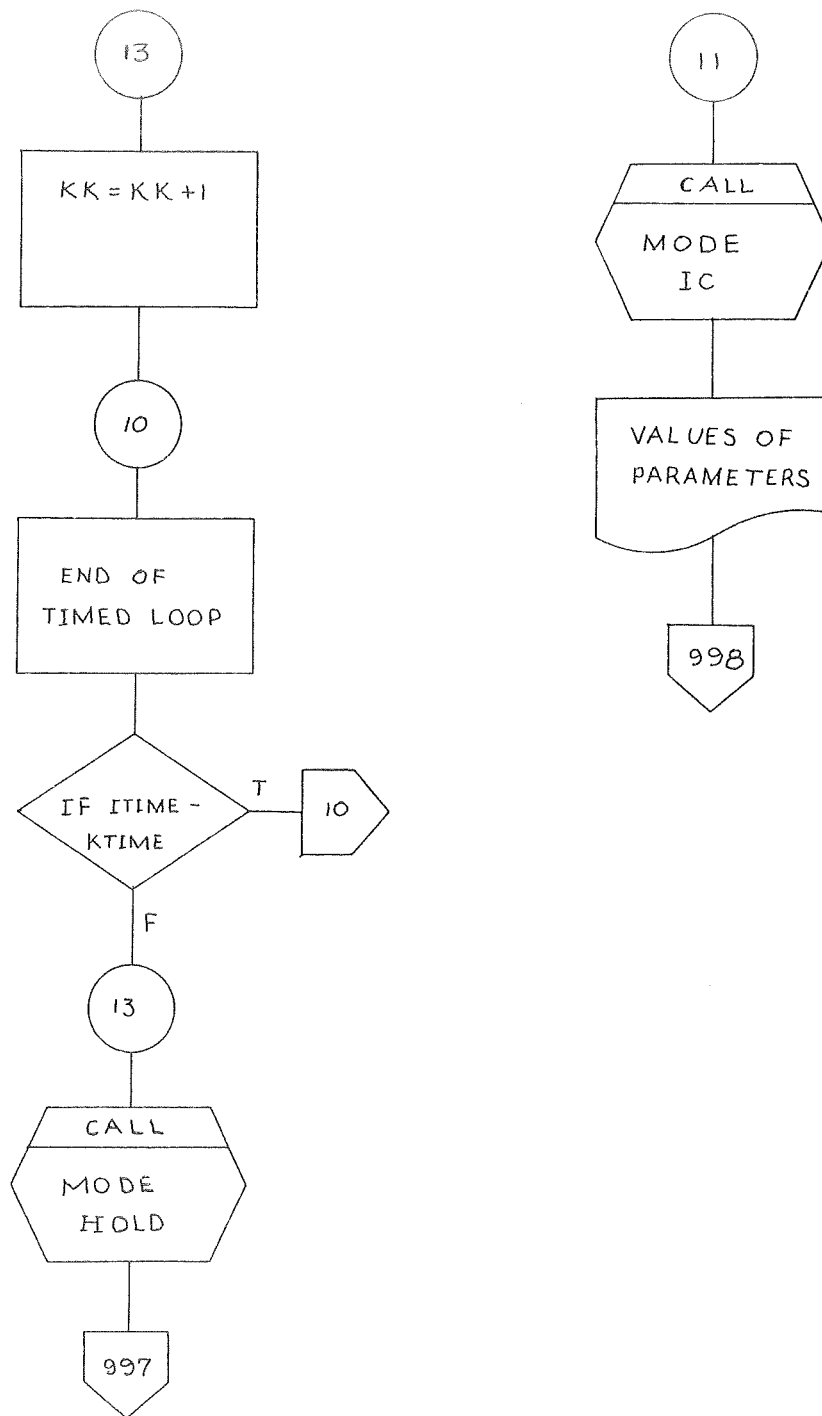 13
KK = KK +1
10
END OF
TIMED LOOP
IF ITIME -
KTIME
T
10
F
13
CALL
MODE
HOLD
997
11
CALL
MODE
IC
VALUES OF
PARAMETERS
998